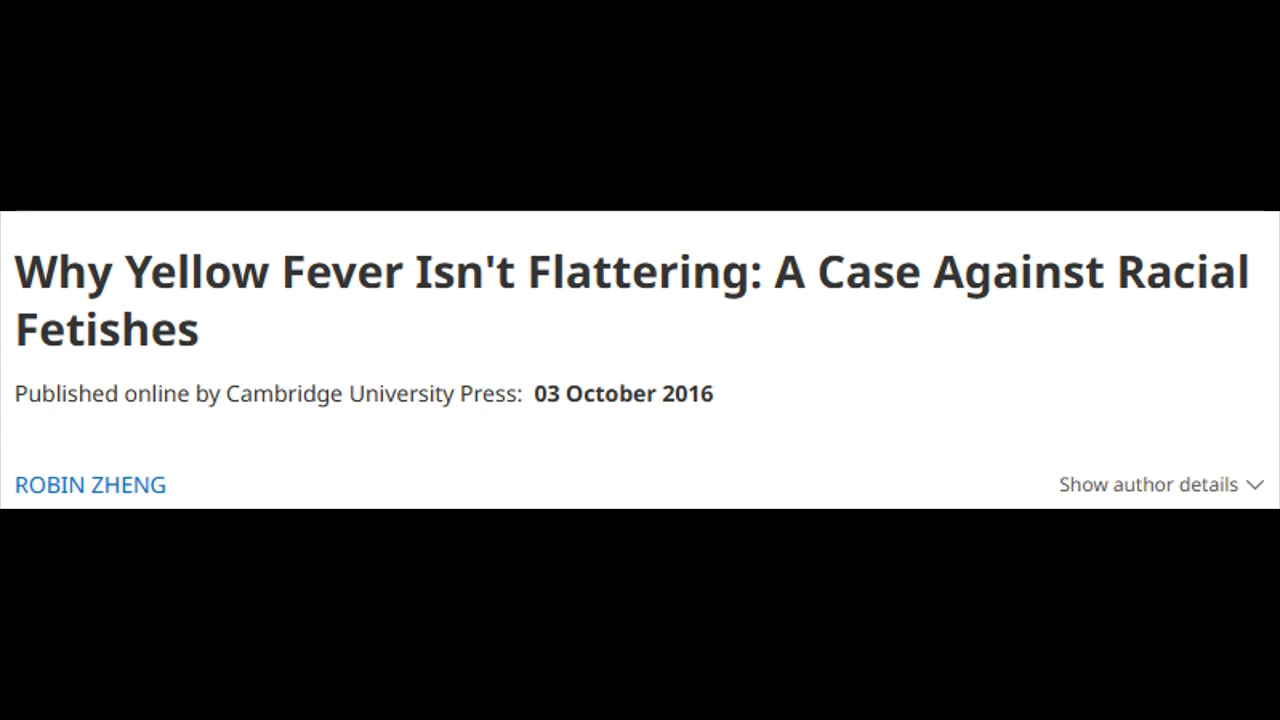 Why Yellow Fever Isn't Flattering: A Case Against Racial
Fetishes
Published online by Cambridge University Press: 03 October 2016
ROBIN ZHENG
Show author details